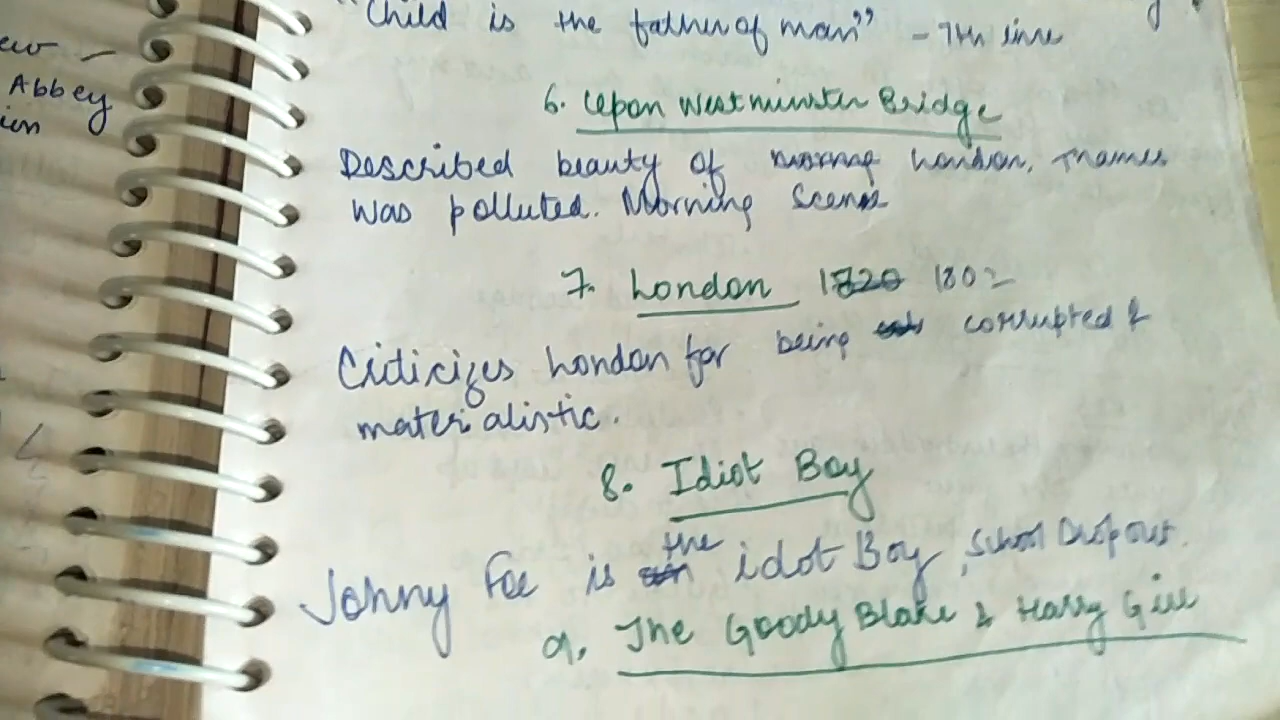 ew –
Abbey
ion
"Child is the father of man" – 7th line
6. Upon Westminster Bridge
Described beauty of London, Thames
was polluted. Morning Scene
7. London 1802
Criticizes London for being corrupted &
materialistic.
8. Idiot Boy
Johny Foe is the idot Boy, School Dropout.
9. The Goody Blake & Harry Gill